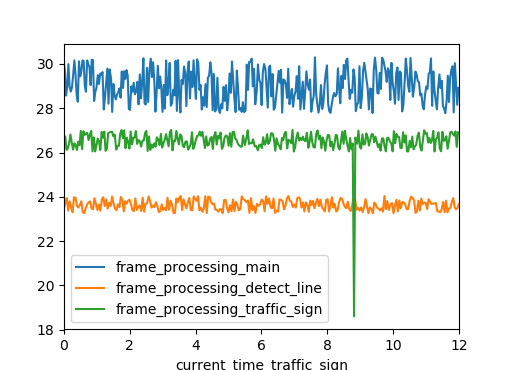 30
28
26
24
22
20
18
frame_processing_main
frame_processing_detect_line
frame_processing_traffic_sign
0 2 4 6 8 10 12
current_time_traffic_sign